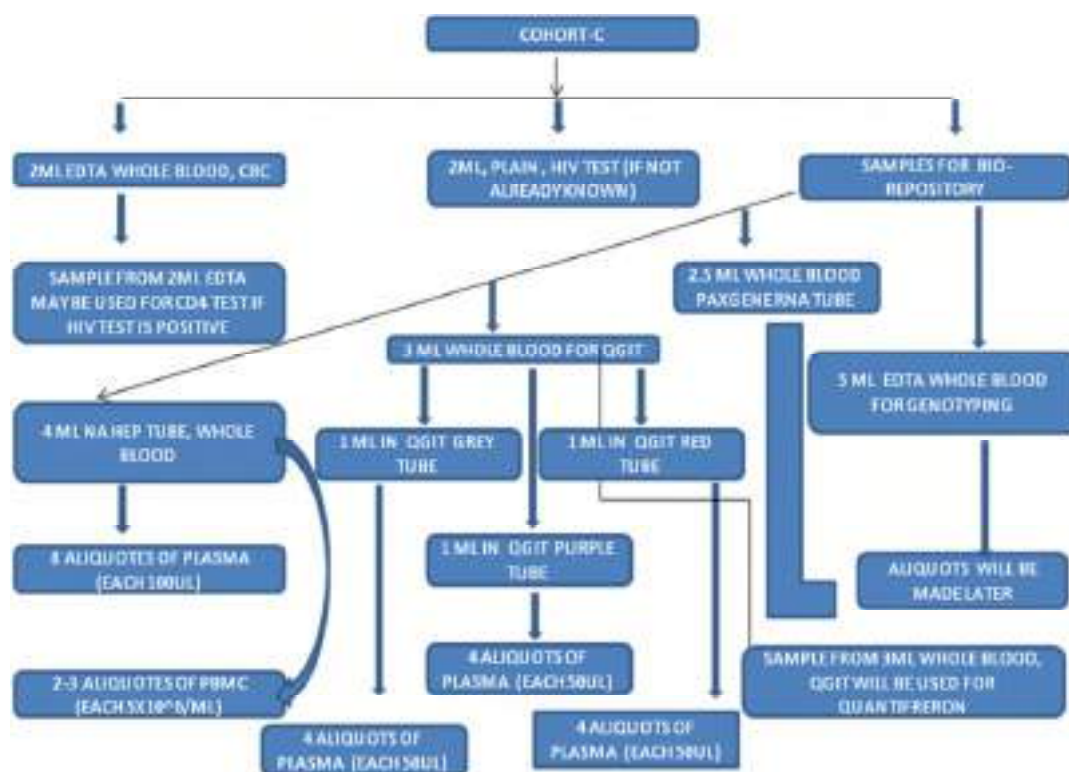 COHORT-C
2ML EDTA WHOLE BLOOD, CBC
2ML, PLAIN , HIV TEST (IF NOT
ALREADY KNOWN)
SAMPLES FOR BIO-
REPOSITORY
SAMPLE FROM 2ML EDTA
MAYBE USED FOR CD4 TEST IF
HIV TEST IS POSITIVE
2.5 ML WHOLE BLOOD
PAXGENERNA TUBE
3 ML WHOLE BLOOD FOR QGIT
ML EDTA WHOLE BLOOD
FOR GENOTYPING
4 ML NA HEP TUBE, WHOLE
BLOOD
1 ML IN QGIT GREY
TUBE
1 ML IN QGIT RED
TUBE
1 ML IN QGIT PURPLE
TUBE
ALIQUOTES OF PLASMA
(EACH 100UL)
ALIQUOTS WILL BE
MADE LATER
4 ALIQUOTS OF
PLASMA (EACH 50UL)
2-3 ALIQUOTES OF PBMC
(EACH 5X10^6/ML)
SAMPLE FROM 3ML WHOLE BLOOD,
QGIT WILL BE USED FOR
QUANTIFRERON
4 ALIQUOTS OF
PLASMA (EACH 50UL)
4 ALIQUOTS OF
PLASMA (EACH 50UL)